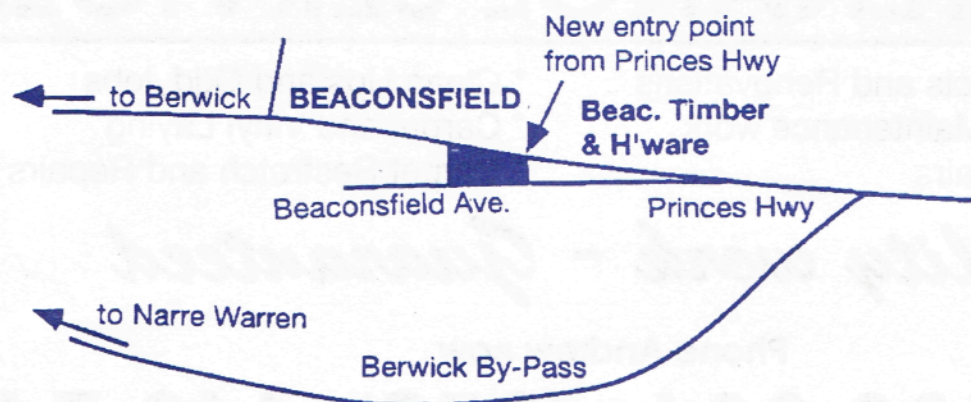 New entry point
from Princes Hwy
to Berwick
BEACONSFIELD
Beac. Timber
& H'ware
Beaconsfield Ave.
Princes Hwy
to Narre Warren
Berwick By-Pass